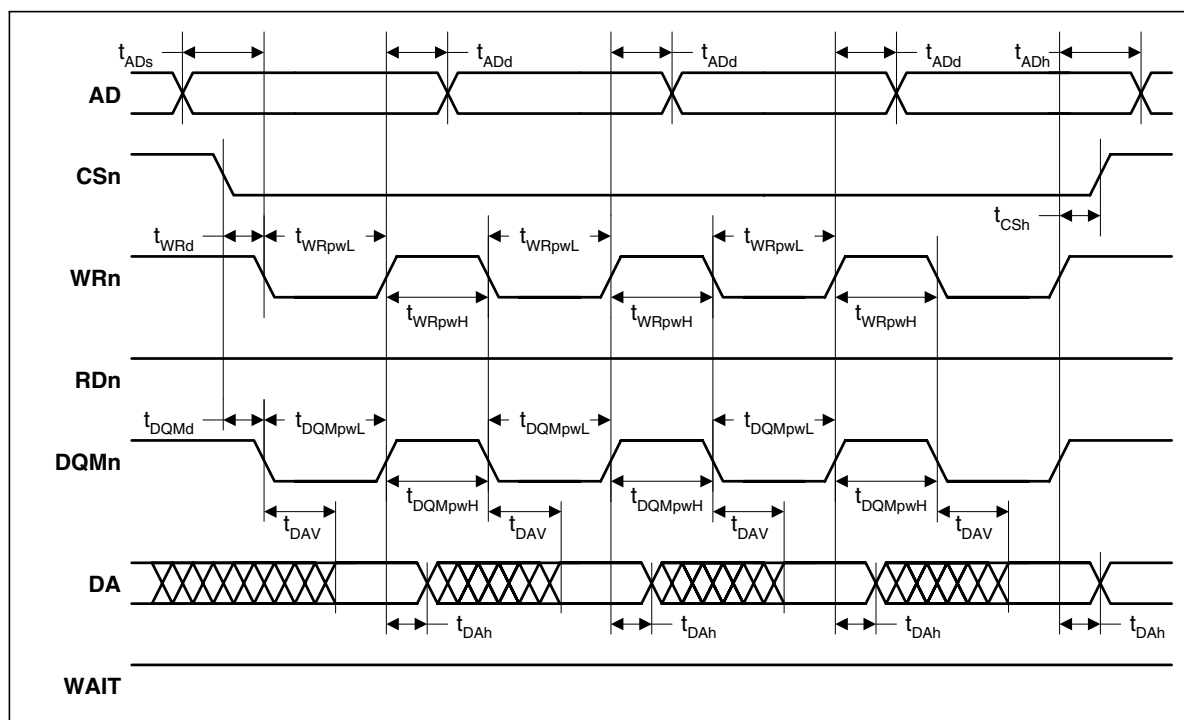 tADs tADd tADd tADd tADh
AD
CSn
tCSh
tWRd tWRpwL tWRpwL tWRpwL
WRn
tWRpwH tWRpwH tWRpwH
RDn
tDQMd tDQMpwL tDQMpwL tDQMpwL
DQMn
tDQMpwH tDQMpwH tDQMpwH
tDAV tDAV tDAV tDAV
DA
tDAh tDAh tDAh tDAh
WAIT